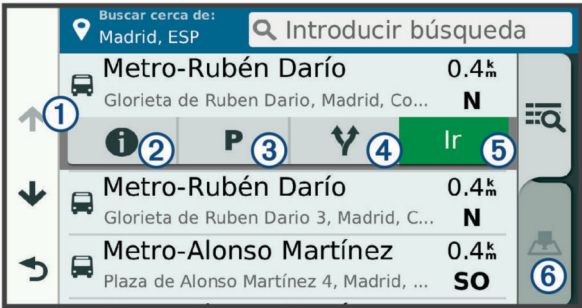 Buscar cerca de:
Madrid, ESP
Introducir búsqueda
Metro-Rubén Darío
0.4 km
Glorieta de Ruben Dario, Madrid, Co...
N
1
2
P
3
4
Ir
5
Metro-Rubén Darío
0.4 km
Glorieta de Ruben Dario 3, Madrid, C...
N
Metro-Alonso Martínez
0.4 km
Plaza de Alonso Martínez 4, Madrid, ...
SO
6